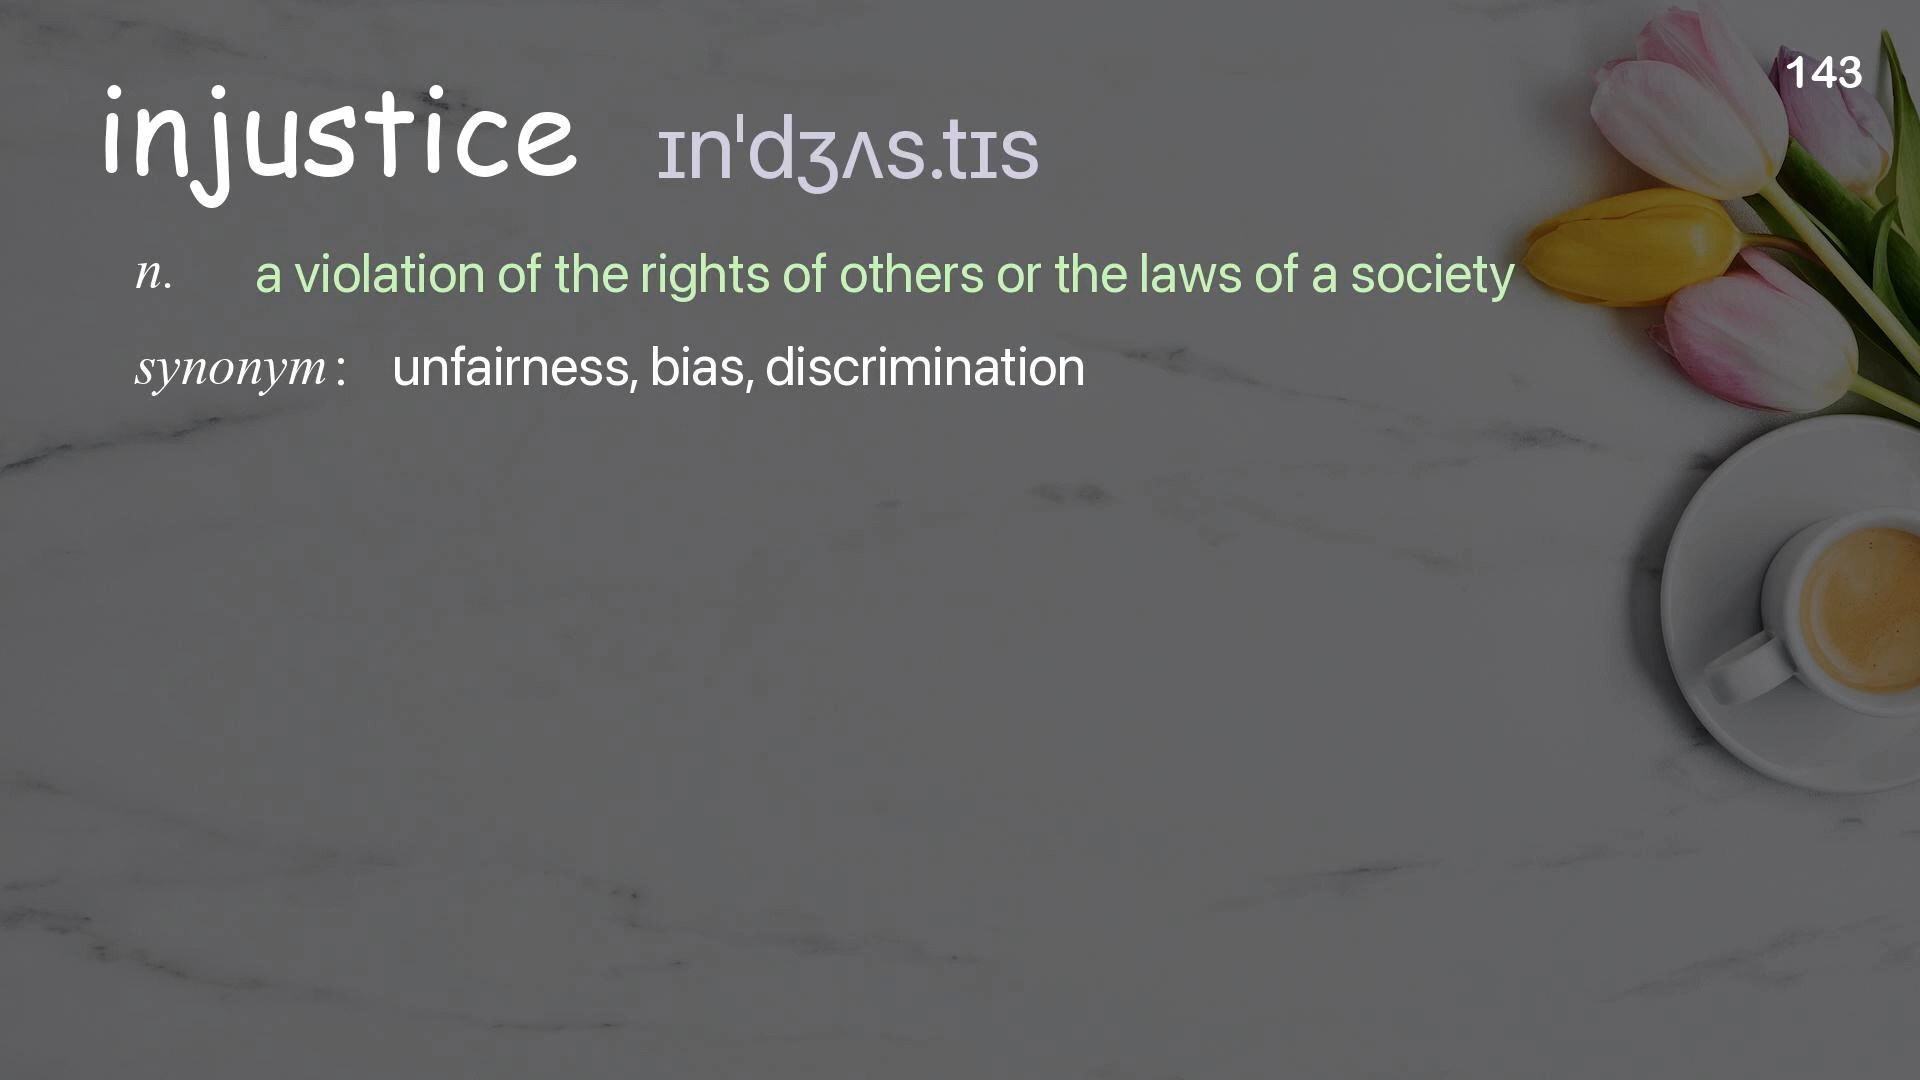 143
injustice ɪnˈdʒʌs.tɪs
n. a violation of the rights of others or the laws of a society
synonym: unfairness, bias, discrimination